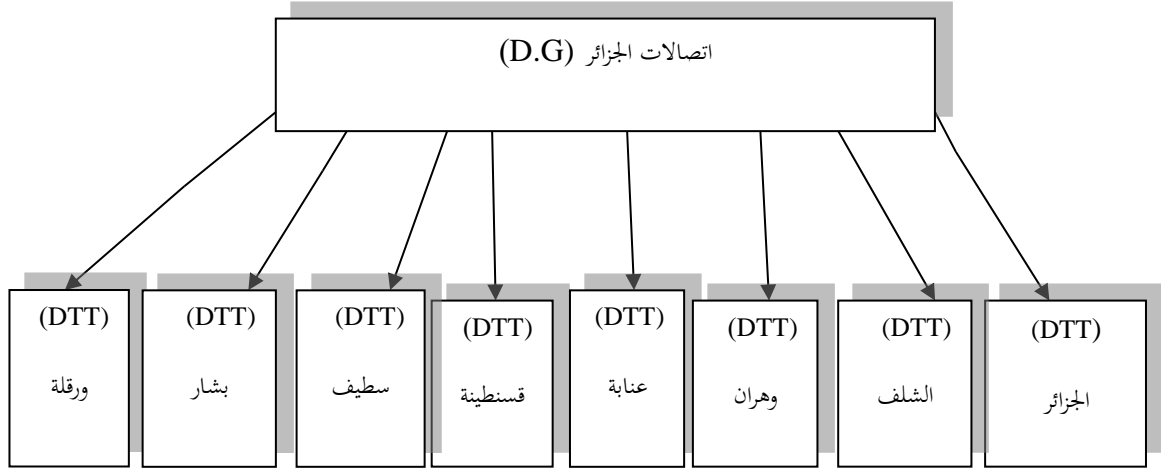 اتصالات الجزائر (D.G)
(DTT)
الجزائر
(DTT)
الشلف
(DTT)
وهران
(DTT)
عنابة
(DTT)
قسنطينة
(DTT)
سطيف
(DTT)
بشار
(DTT)
ورقلة